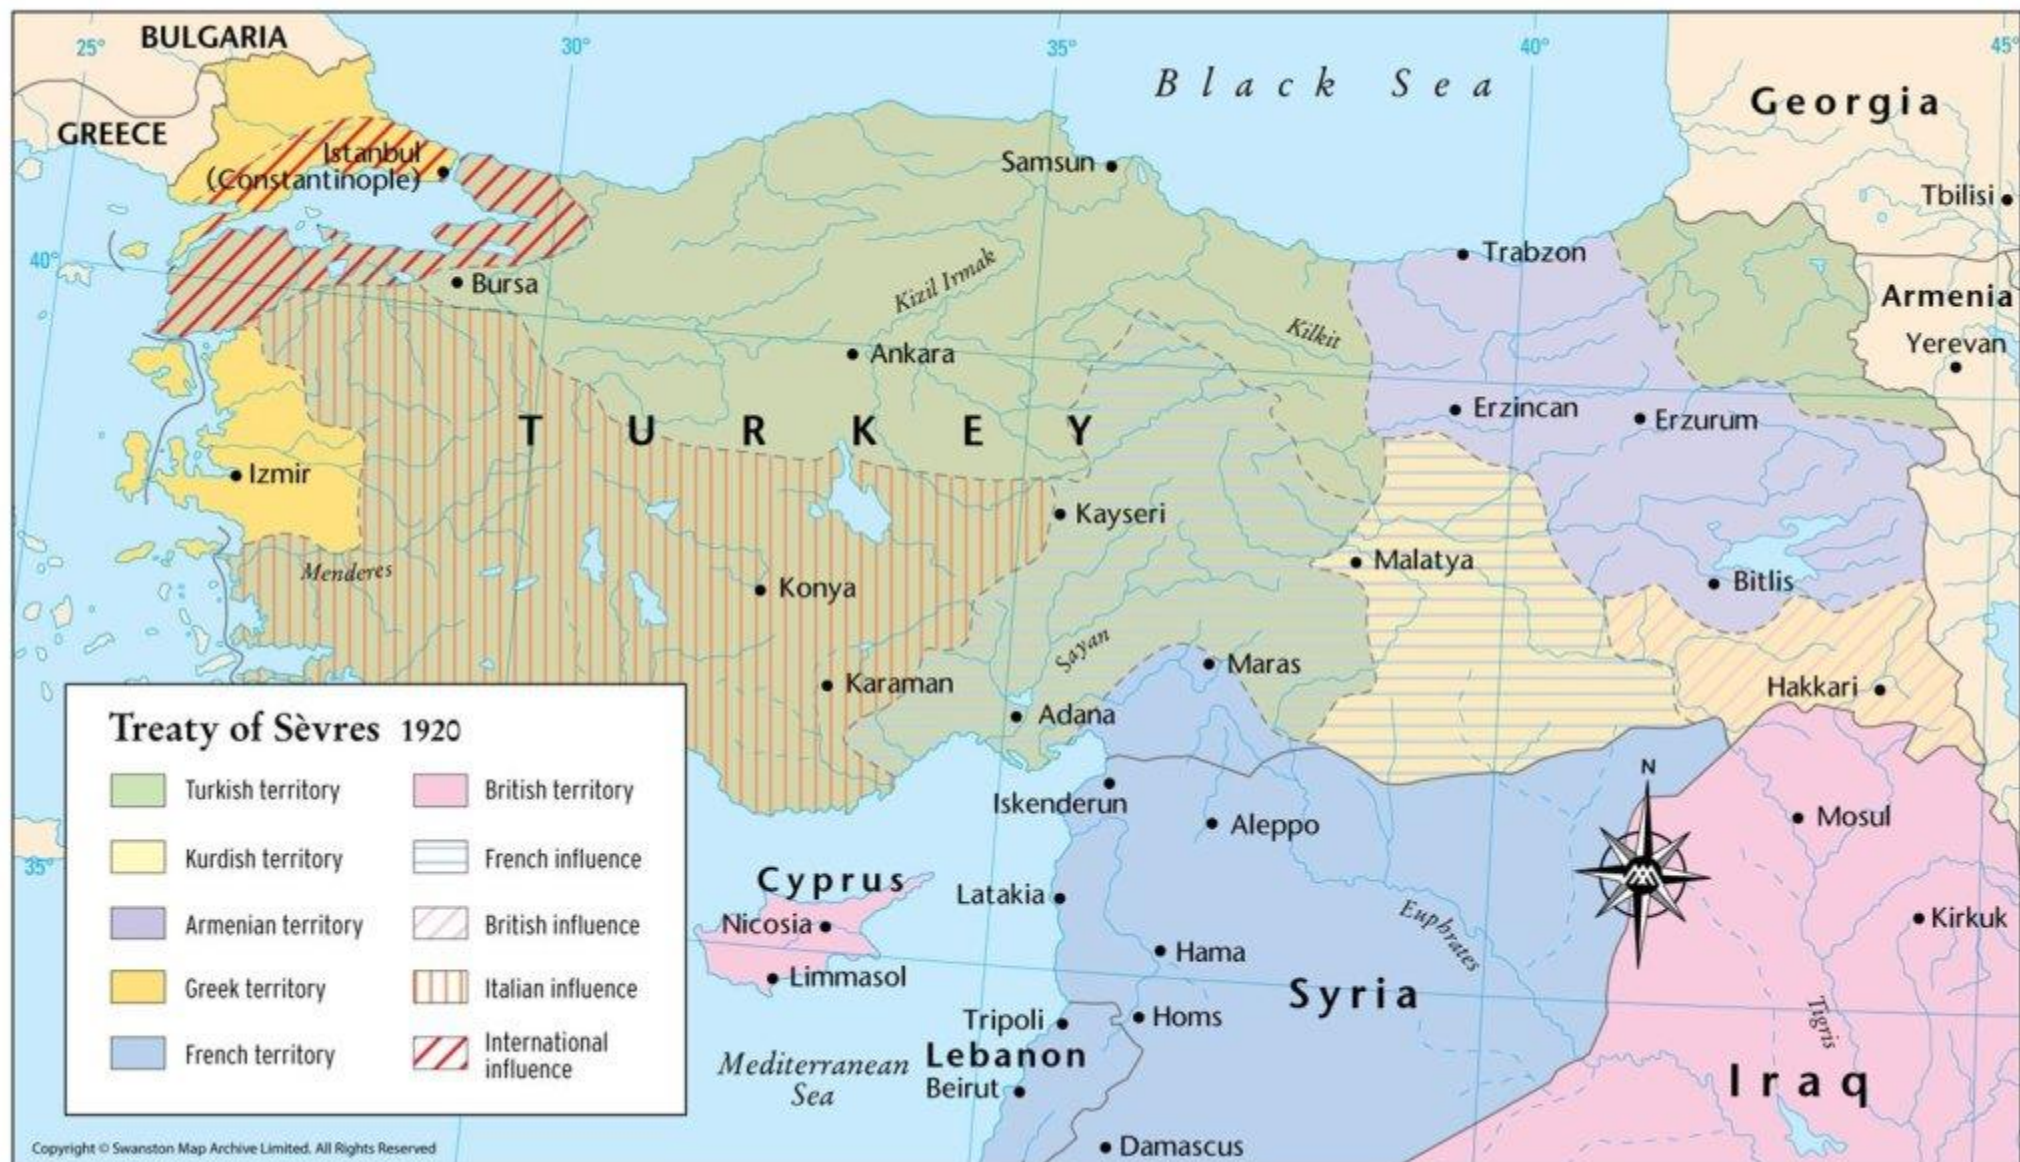 25°
BULGARIA
30°
35°
40°
45°
Black Sea
Georgia
GREECE
Istanbul
(Constantinople)
Samsun
Tbilisi
40°
Bursa
Kizil Irmak
Trabzon
Armenia
Kilkit
Yerevan
Ankara
TURKEY
Erzincan
Erzurum
Izmir
Kayseri
Malatya
Menderes
Konya
Bitlis
Sayan
Maras
Karaman
Hakkari
Adana
Treaty of Sèvres 1920
Turkish territory
British territory
Kurdish territory
French influence
Armenian territory
British influence
Greek territory
Italian influence
French territory
International
influence
N
Iskenderun
Aleppo
Mosul
35°
Cyprus
Latakia
Nicosia
Euphrates
Kirkuk
Hama
Limmasol
Syria
Tripoli
Homs
Tigris
Mediterranean
Sea
Lebanon
Beirut
Iraq
Damascus
Copyright © Swanston Map Archive Limited. All Rights Reserved